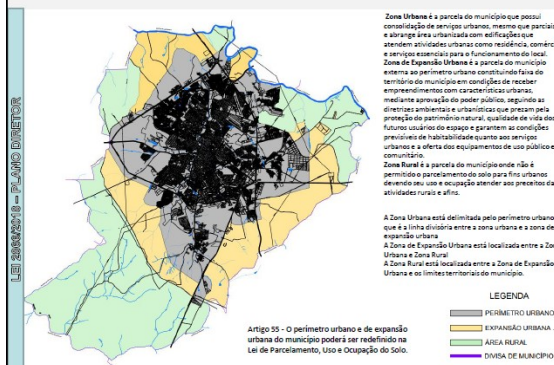 LEI 2868/2018 – PLANO DIRETOR
Zona Urbana é a parcela do município que possui
consolidação de serviços urbanos, mesmo que parciais
e abrange área urbanizada com edificações que
atendem atividades urbanas como residência, comérc
e serviços essenciais para o funcionamento do local.
Zona de Expansão Urbana é a parcela do município
externa ao perímetro urbano constituindo faixa do
território do município em condições de receber
empreendimentos com características urbanas,
mediante aprovação do poder público, seguindo as
diretrizes ambientais e urbanísticas que prezam pela
proteção do patrimônio natural, qualidade de vida dos
futuros usuários do espaço e garantem as condições
previsíveis de habitabilidade quanto aos serviços
urbanos e a oferta dos equipamentos de uso público e
comunitário.
Zona Rural é a parcela do município onde não é
permitido o parcelamento do solo para fins urbanos
devendo seu uso e ocupação atender aos preceitos da
atividades rurais e afins.
A Zona Urbana está delimitada pelo perímetro urbano
que é a linha divisória entre a zona urbana e a zona de
expansão urbana
A Zona de Expansão Urbana está localizada entre a Zon
Urbana e Zona Rural
A Zona Rural está localizada entre a Zona de Expansão
Urbana e os limites territoriais do município.
Artigo 55 - O perímetro urbano e de expansão
urbana do município poderá ser redefinido na
Lei de Parcelamento, Uso e Ocupação do Solo.
LEGENDA
PERÍMETRO URBANO
EXPANSÃO URBANA
ÁREA RURAL
DIVISA DE MUNICÍPIO